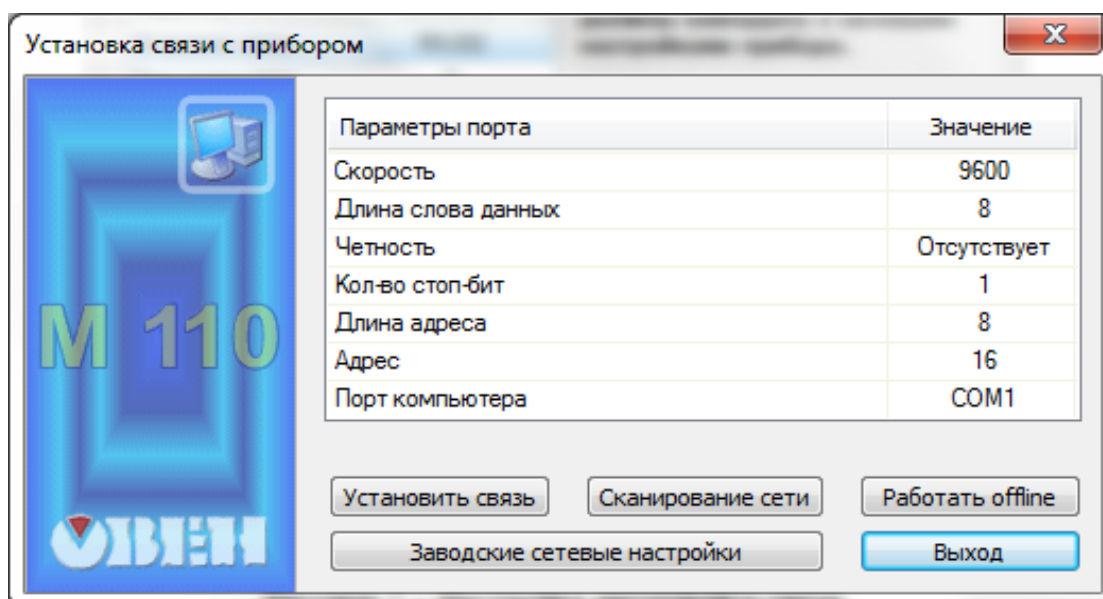 Установка связи с прибором
Параметры порта Значение
Скорость 9600
Длина слова данных 8
Четность Отсутствует
Кол-во стоп-бит 1
Длина адреса 8
Адрес 16
Порт компьютера COM1
М 110
ОВЕН
Установить связь Сканирование сети Работать offline
Заводские сетевые настройки Выход